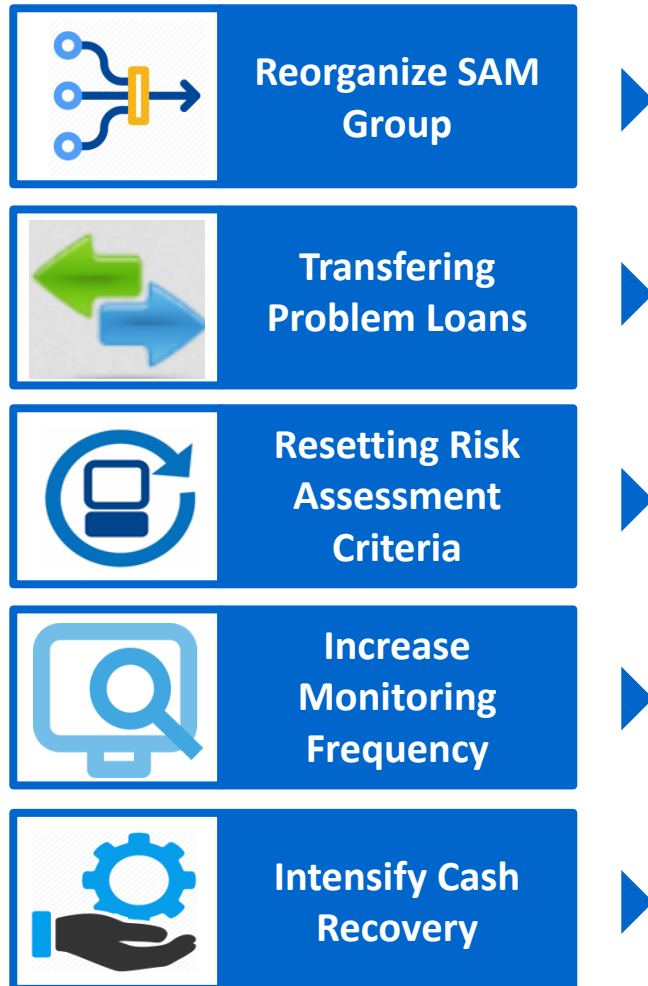 Reorganize SAM
Group
Transfering
Problem Loans
Resetting Risk
Assessment
Criteria
Increase
Monitoring
Frequency
Intensify Cash
Recovery